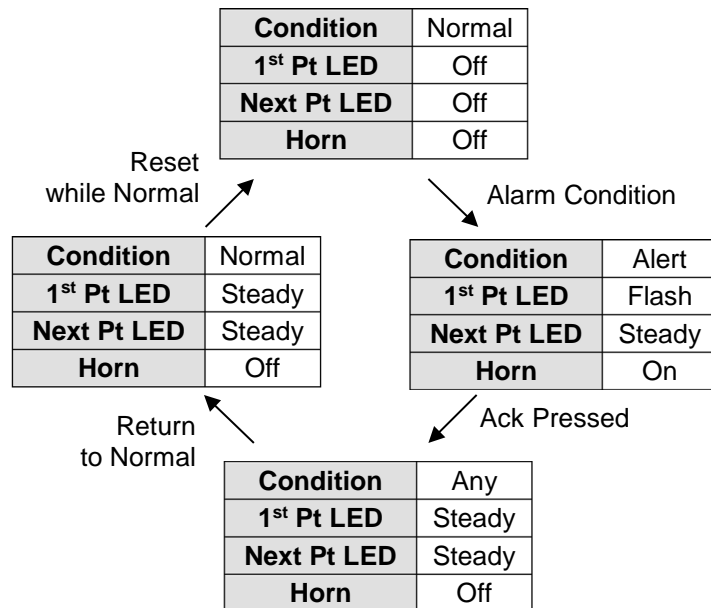 Condition Normal
1st Pt LED Off
Next Pt LED Off
Horn Off
Reset
while Normal
Alarm Condition
Condition Normal
1st Pt LED Steady
Next Pt LED Steady
Horn Off
Condition Alert
1st Pt LED Flash
Next Pt LED Steady
Horn On
Return
to Normal
Ack Pressed
Condition Any
1st Pt LED Steady
Next Pt LED Steady
Horn Off